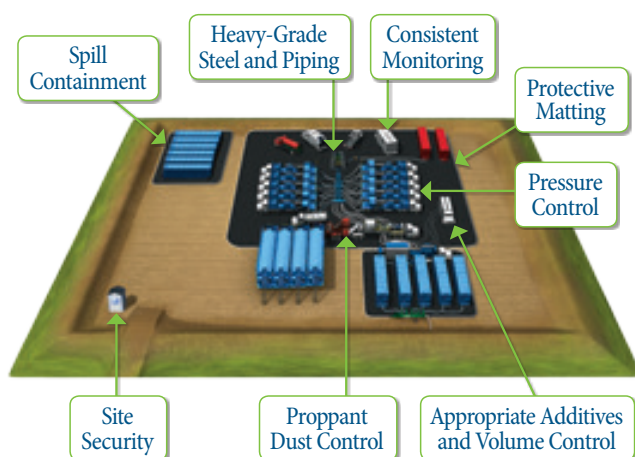 Spill
Containment
Heavy-Grade
Steel and Piping
Consistent
Monitoring
Protective
Matting
Pressure
Control
Site
Security
Proppant
Dust Control
Appropriate Additives
and Volume Control